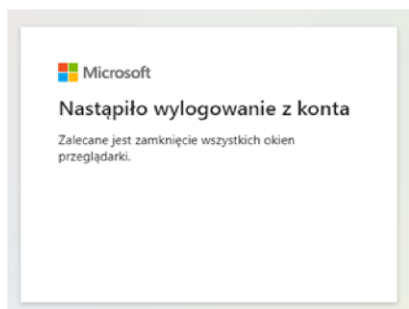 Microsoft
Nastąpiło wylogowanie z konta
Zalecane jest zamknięcie wszystkich okien
przeglądarki.